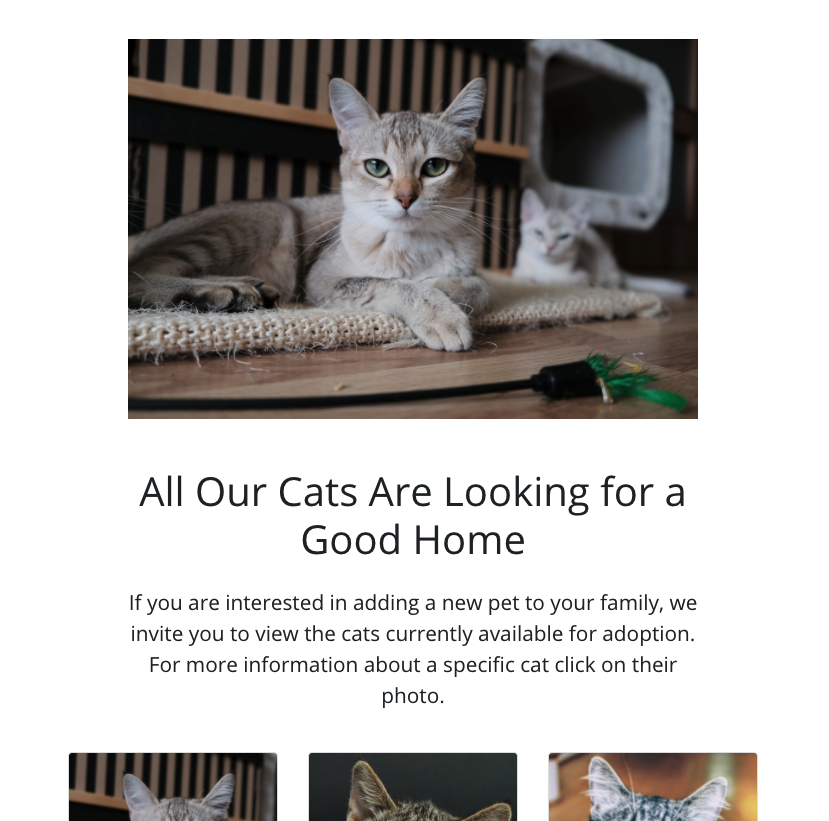 All Our Cats Are Looking for a
Good Home
If you are interested in adding a new pet to your family, we
invite you to view the cats currently available for adoption.
For more information about a specific cat click on their
photo.